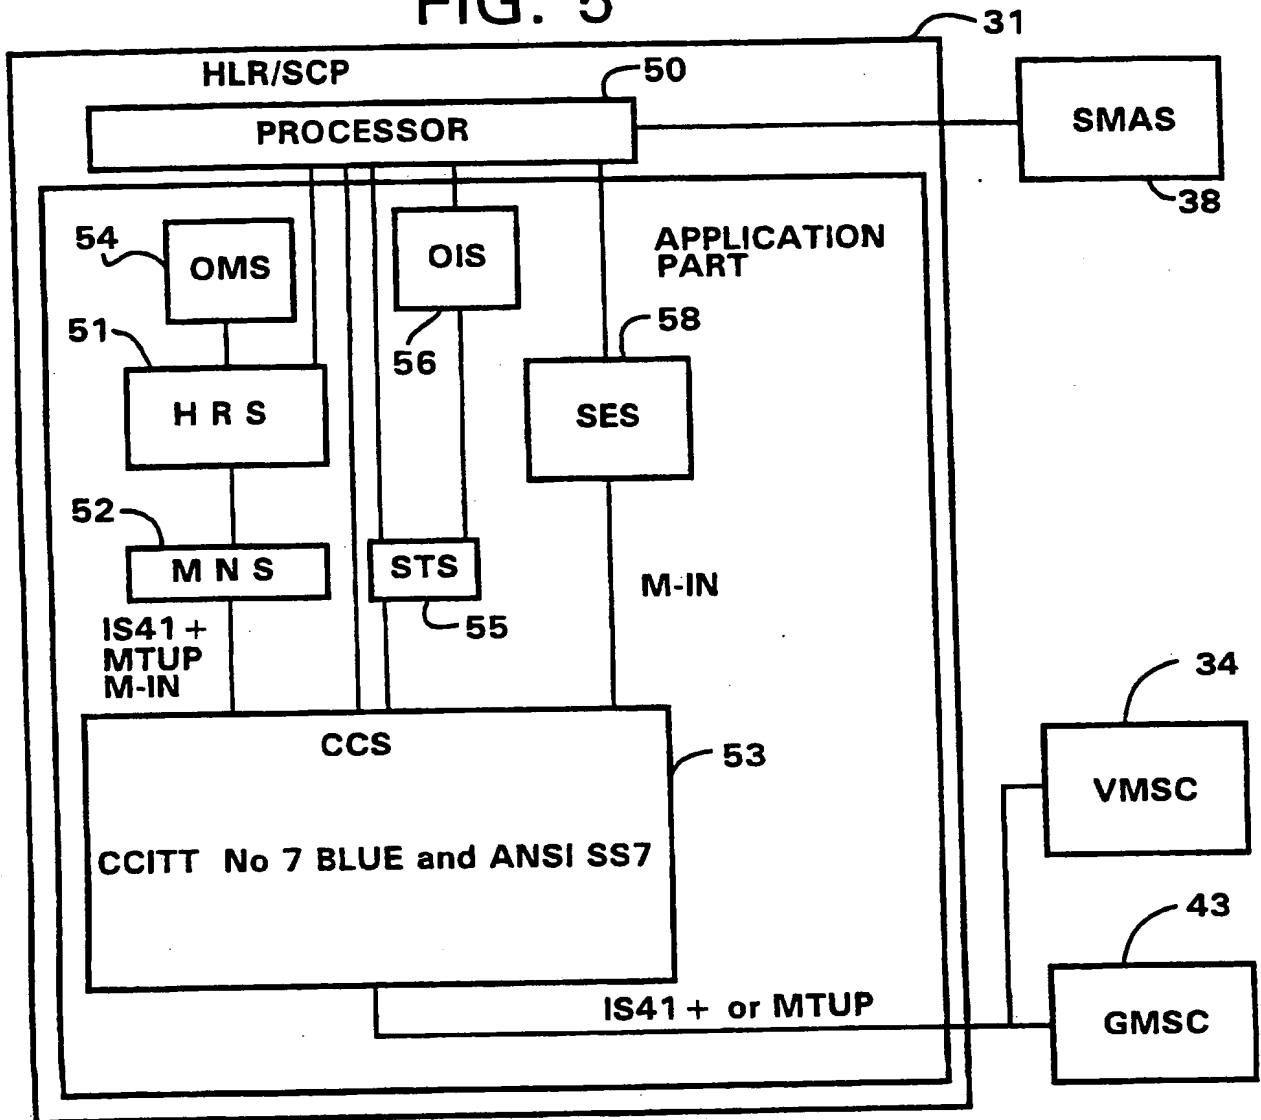 FIG. 5
31
HLR/SCP
50
PROCESSOR
SMAS
38
54
OMS
OIS
APPLICATION
PART
51
56
58
H R S
SES
52
M N S
STS
55
M-IN
IS41+
MTUP
M-IN
34
CCS
53
VMSC
CCITT No 7 BLUE and ANSI SS7
43
IS41+ or MTUP
GMSC